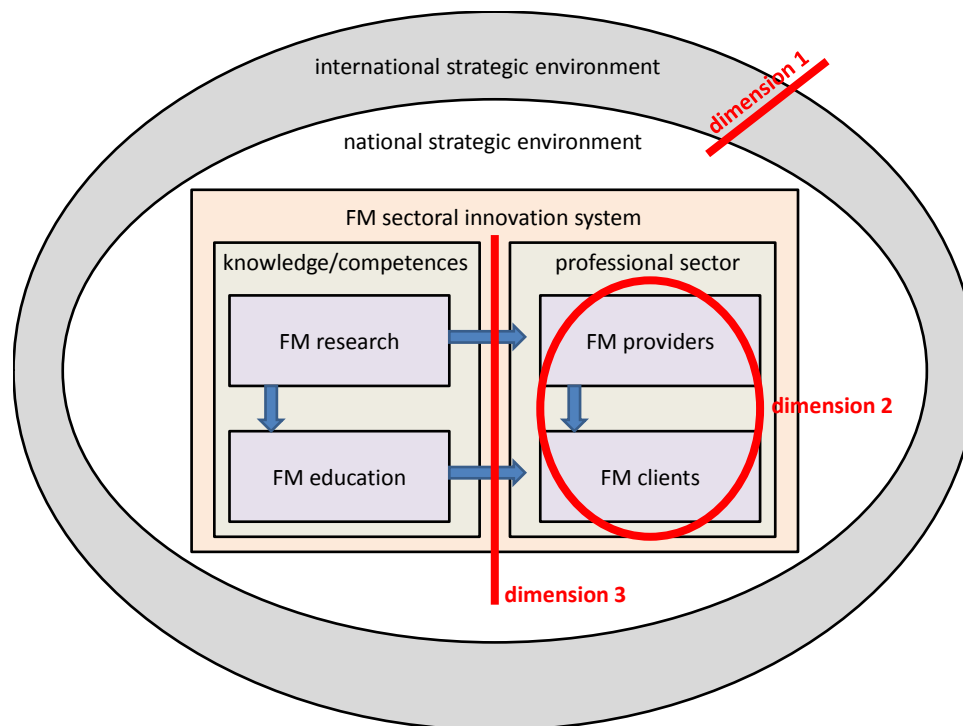 international strategic environment
dimension 1
national strategic environment
FM sectoral innovation system
knowledge/competences
professional sector
FM research
FM providers
dimension 2
FM education
FM clients
dimension 3